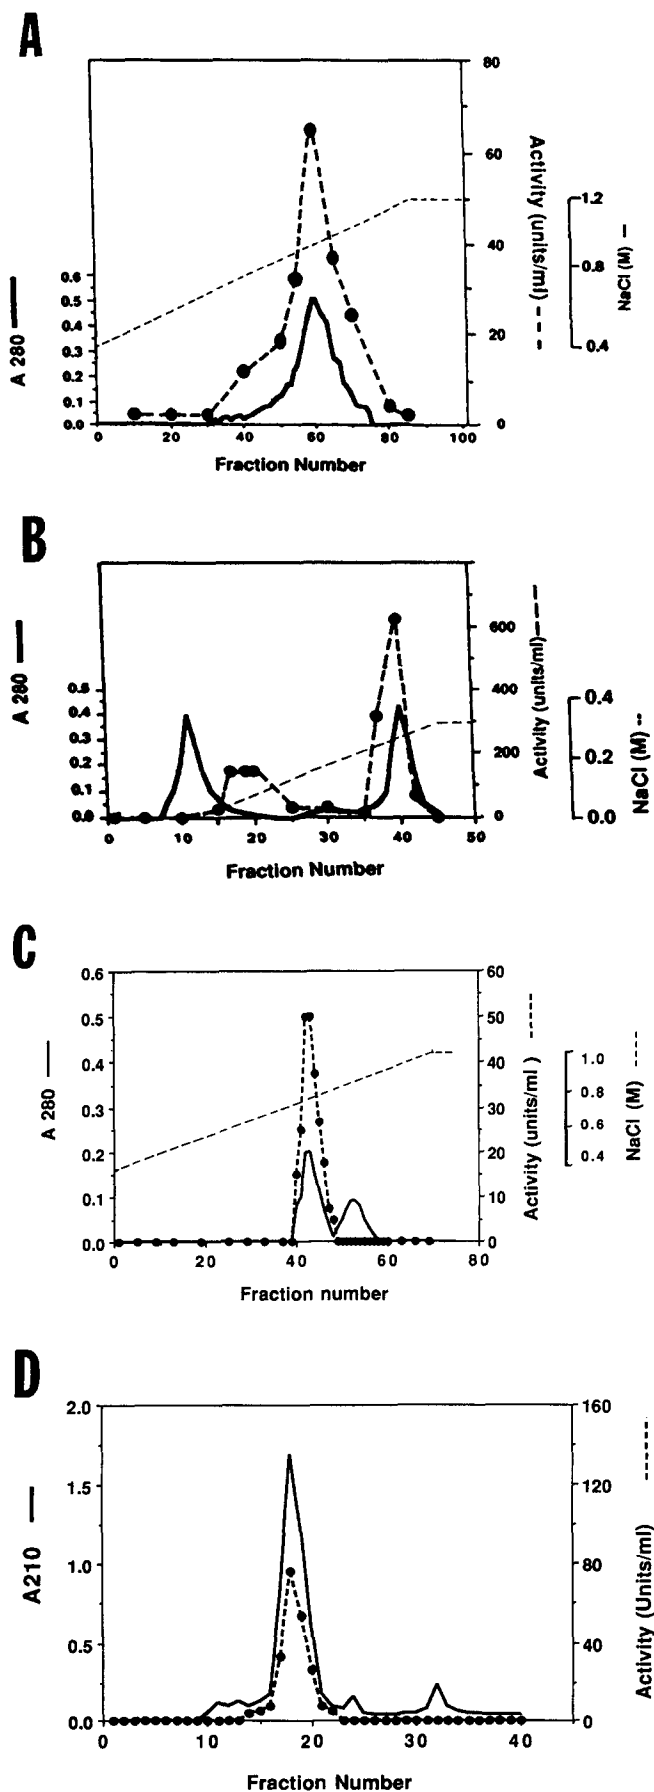 A
80
60
40
20
0
Activity (units/ml)
1.2
0.8
0.4
NaCl (M)
A 280
0.6
0.5
0.4
0.3
0.2
0.1
0.0
0 20 40 60 80 100
Fraction Number
B
600
400
200
0
Activity (units/ml)
0.4
0.2
0.0
NaCl (M)
A 280
0.5
0.4
0.3
0.2
0.1
0.0
0 10 20 30 40 50
Fraction Number
C
0.6
0.5
0.4
0.3
0.2
0.1
0.0
A 280
60
50
40
30
20
10
0
Activity (units/ml )
1.0
0.8
0.6
0.4
NaCl (M)
0 20 40 60 80
Fraction number
D
2.0
1.5
1.0
0.5
0.0
A210
160
120
80
40
0
Activity (Units/ml)
10 20 30 40
Fraction Number